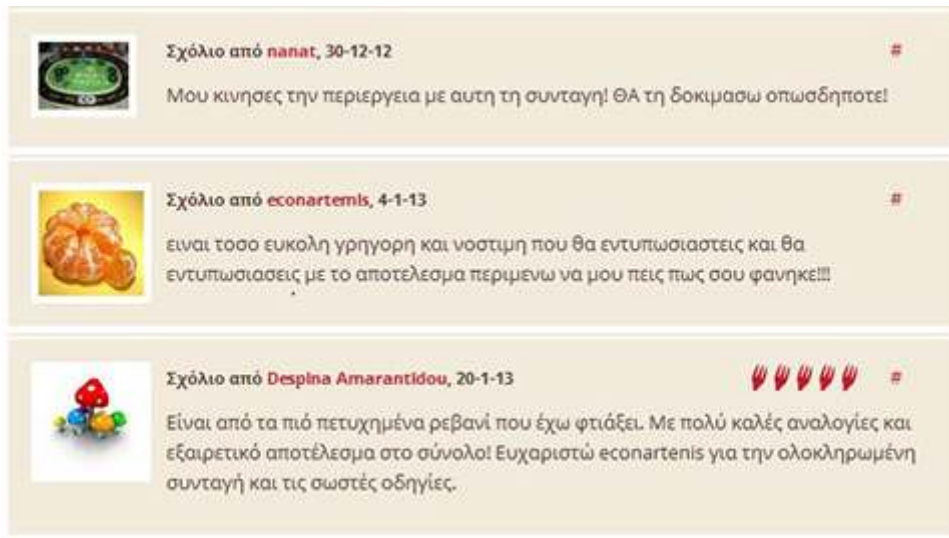 Σχόλιο από nanat, 30-12-12 #
Μου κινησες την περιεργεια με αυτη τη συνταγη! ΘΑ τη δοκιμασω οπωσδηποτε!
Σχόλιο από econartemis, 4-1-13 #
ειναι τοσο ευκολη γρηγορη και νοστιμη που θα εντυπωσιαστεις και θα
εντυπωσιασεις με το αποτελεσμα περιμενω να μου πεις πως σου φανηκε!!!
Σχόλιο από Despina Amarantidou, 20-1-13 #
Είναι από τα πιό πετυχημένα ρεβανί που έχω φτιάξει. Με πολύ καλές αναλογίες και
εξαιρετικό αποτέλεσμα στο σύνολο! Ευχαριστώ econartenis για την ολοκληρωμένη
συνταγή και τις σωστές οδηγίες.